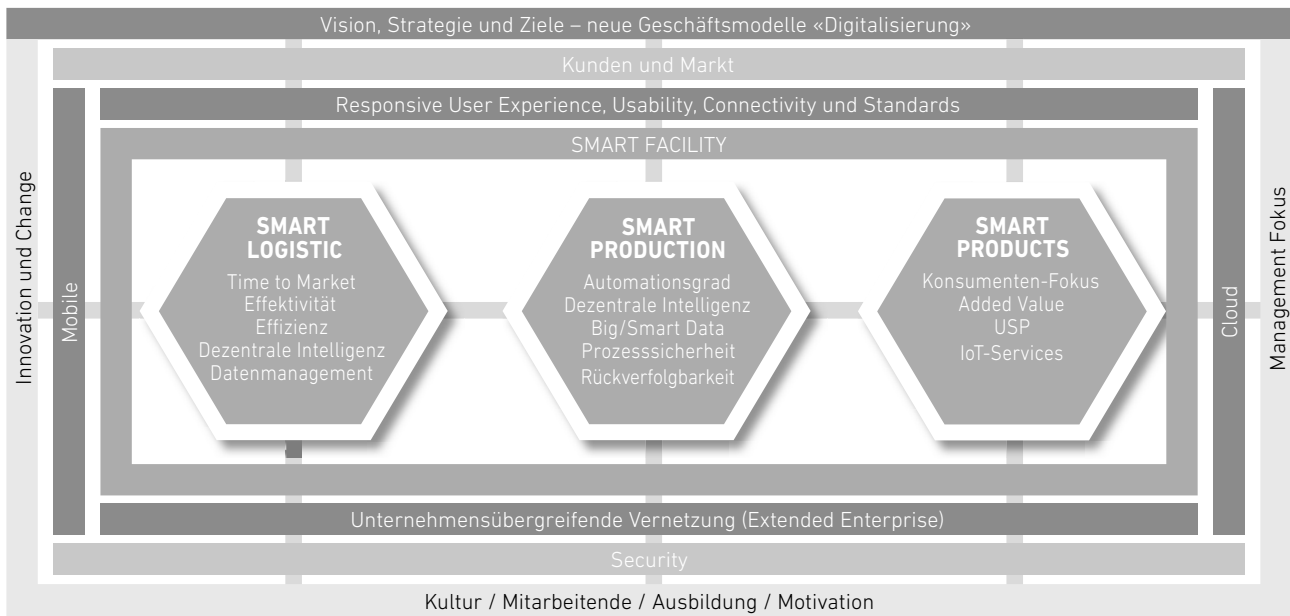 Vision, Strategie und Ziele – neue Geschäftsmodelle «Digitalisierung»
Kunden und Markt
Responsive User Experience, Usability, Connectivity und Standards
SMART FACILITY
Innovation und Change
Mobile
SMART
LOGISTIC
Time to Market
Effektivität
Effizienz
Dezentrale Intelligenz
Datenmanagement
SMART
PRODUCTION
Automationsgrad
Dezentrale Intelligenz
Big/Smart Data
Prozesssicherheit
Rückverfolgbarkeit
SMART
PRODUCTS
Konsumenten-Fokus
Added Value
USP
IoT-Services
Cloud
Management Fokus
Unternehmensübergreifende Vernetzung (Extended Enterprise)
Security
Kultur / Mitarbeitende / Ausbildung / Motivation